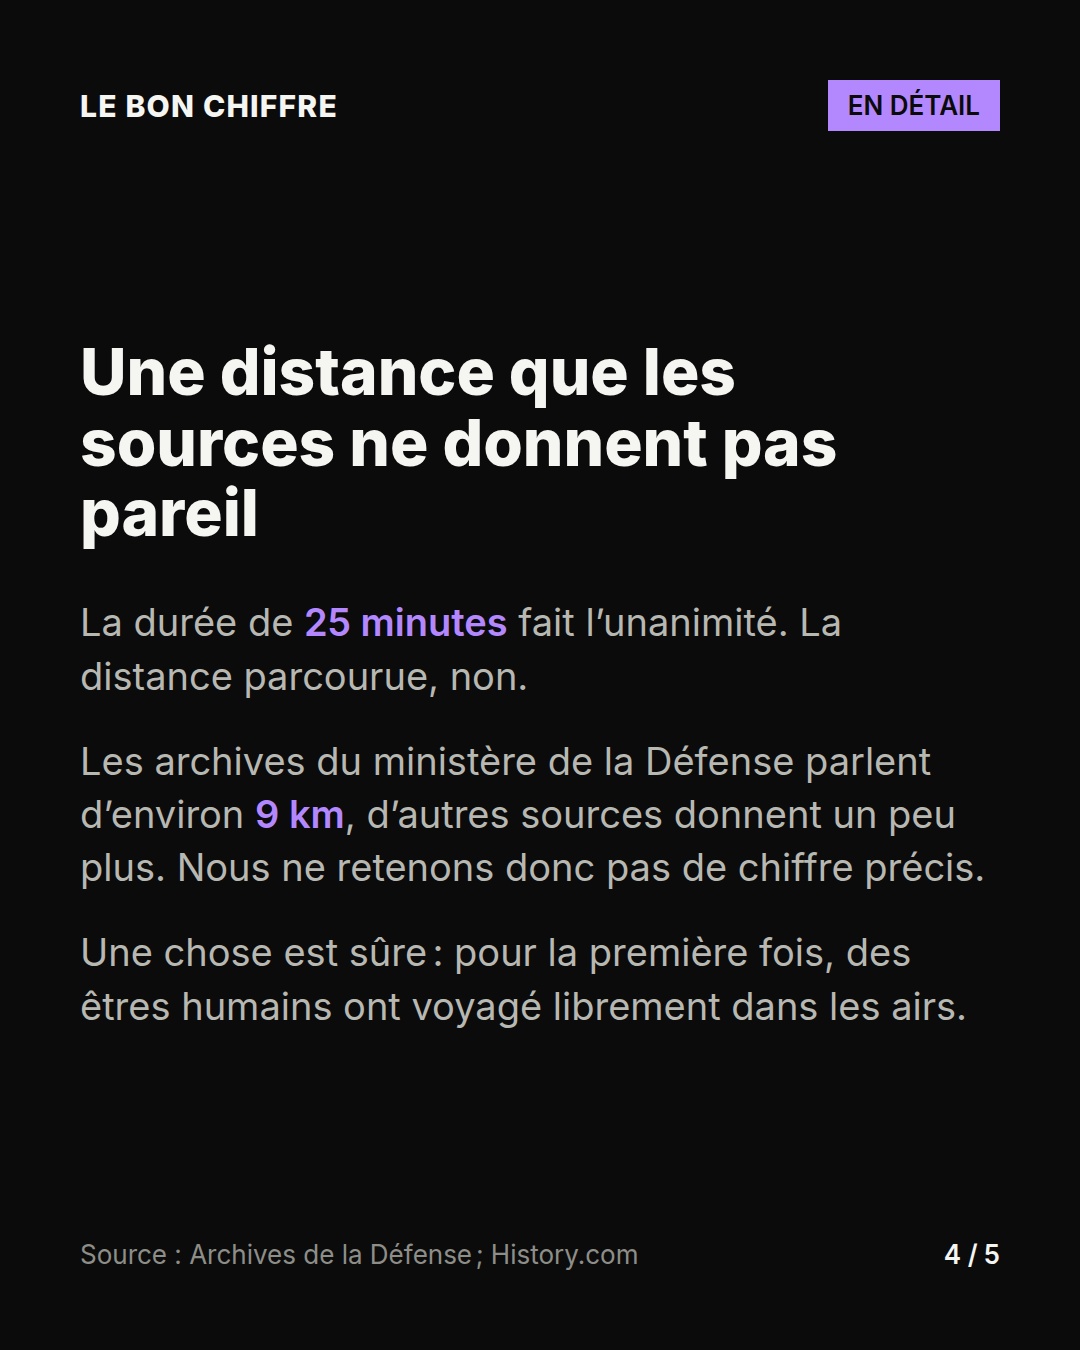 LE BON CHIFFRE
EN DÉTAIL
Une distance que les
sources ne donnent pas
pareil
La durée de 25 minutes fait l’unanimité. La
distance parcourue, non.
Les archives du ministère de la Défense parlent
d’environ 9 km, d’autres sources donnent un peu
plus. Nous ne retenons donc pas de chiffre précis.
Une chose est sûre : pour la première fois, des
êtres humains ont voyagé librement dans les airs.
Source : Archives de la Défense ; History.com
4 / 5